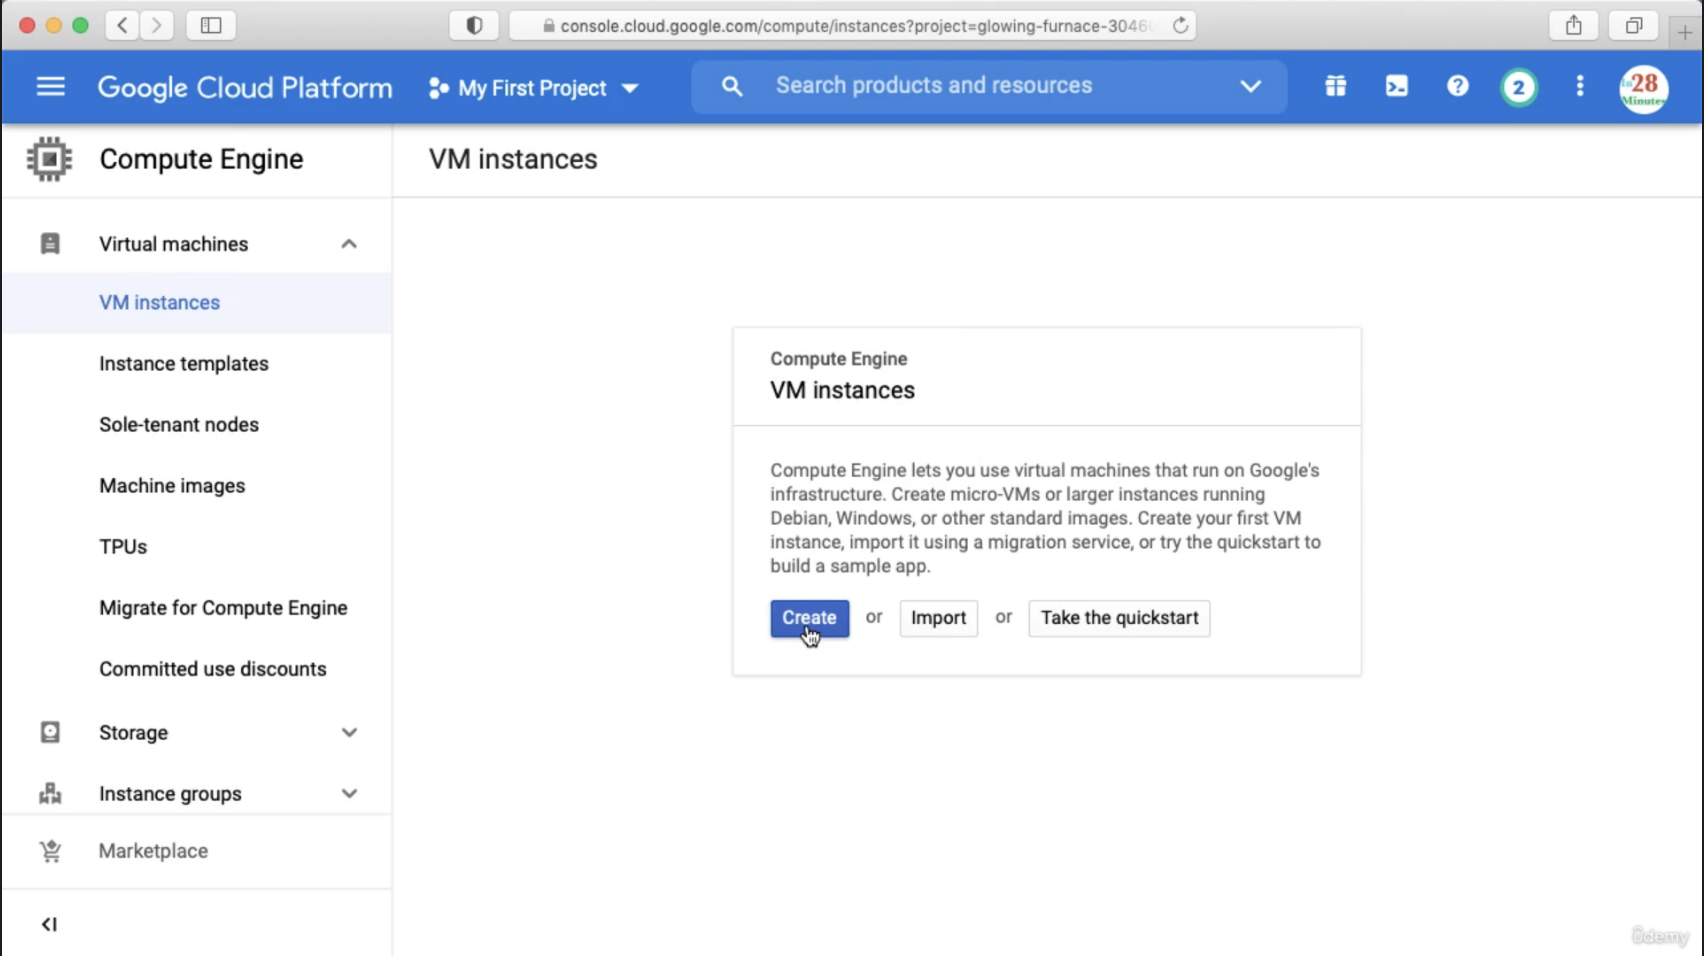 console.cloud.google.com/compute/instances?project=glowing-furnace-3046
Google Cloud Platform
My First Project
Search products and resources
2
in28
Minutes
Compute Engine
VM instances
Virtual machines
VM instances
Instance templates
Sole-tenant nodes
Machine images
TPUs
Migrate for Compute Engine
Committed use discounts
Storage
Instance groups
Marketplace
Compute Engine
VM instances
Compute Engine lets you use virtual machines that run on Google's
infrastructure. Create micro-VMs or larger instances running
Debian, Windows, or other standard images. Create your first VM
instance, import it using a migration service, or try the quickstart to
build a sample app.
Create or Import or Take the quickstart
ûdemy